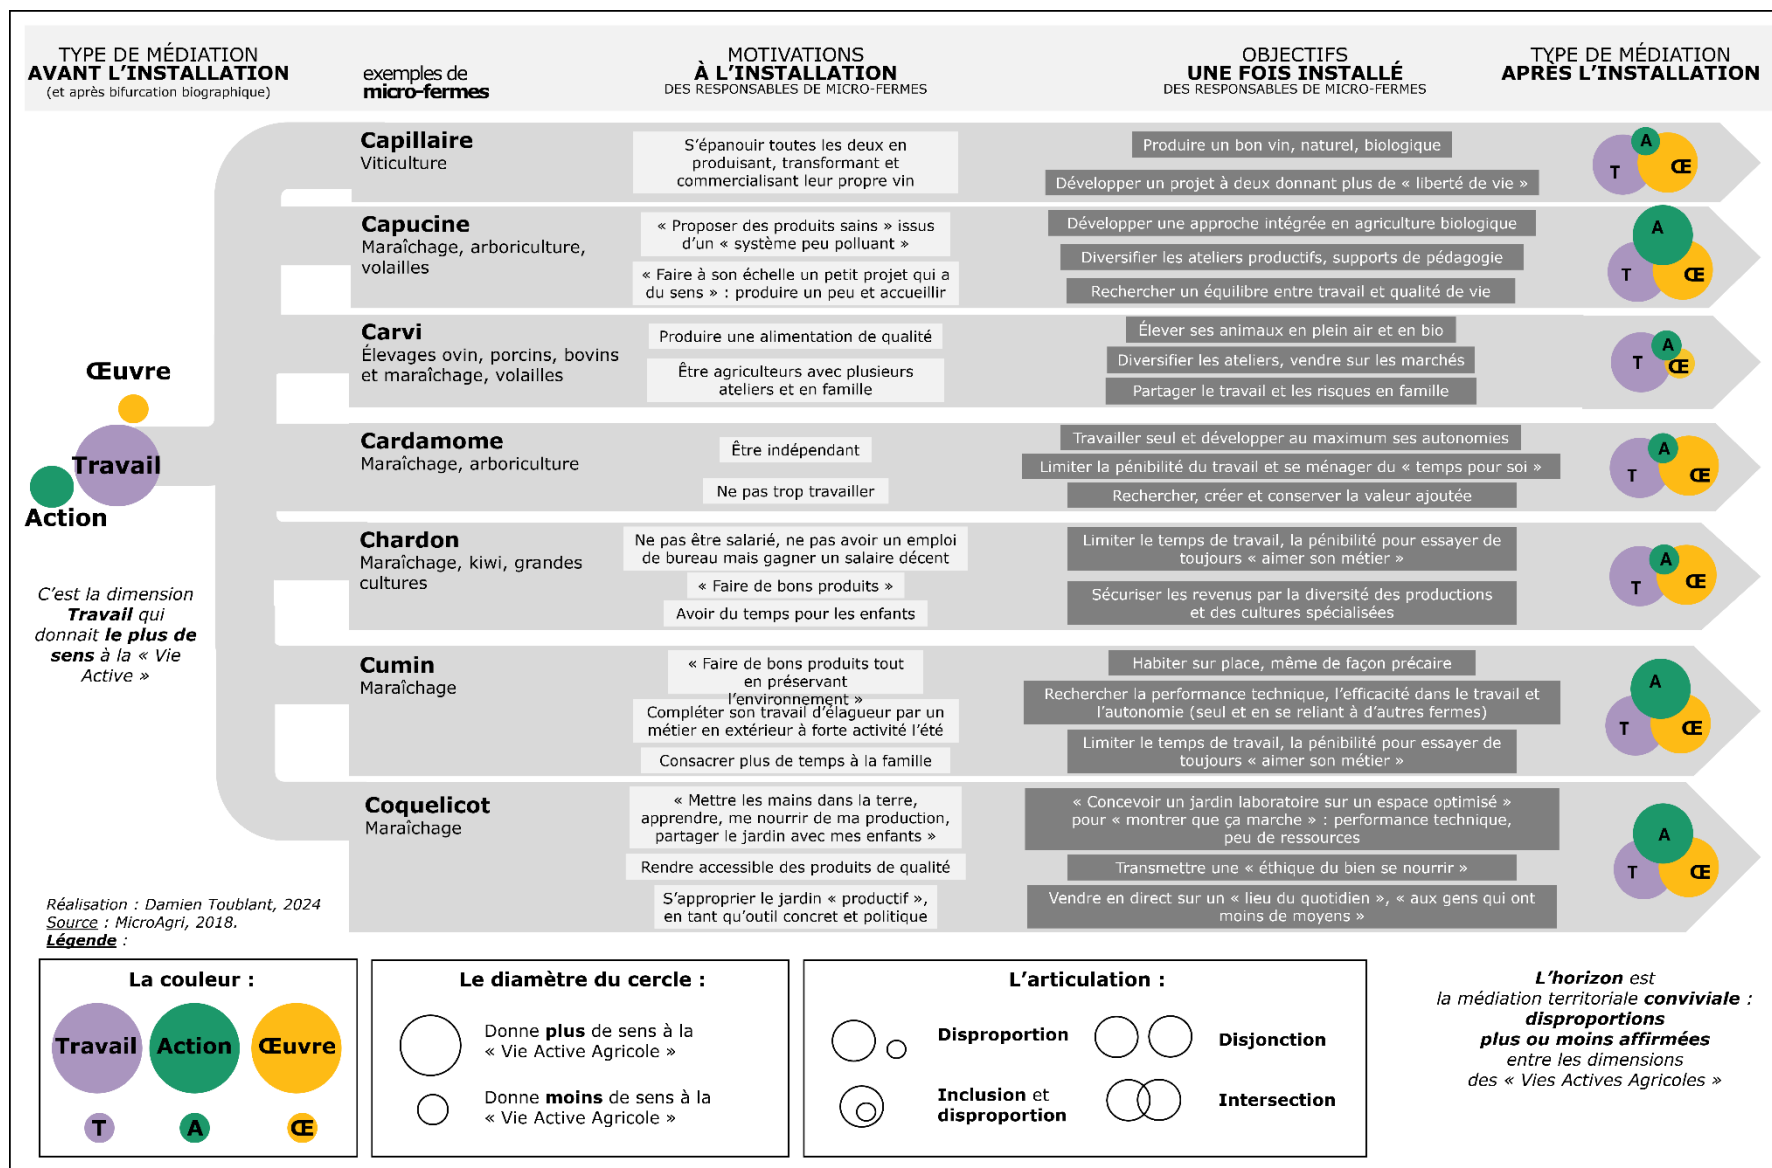 TYPE DE MÉDIATION
AVANT L'INSTALLATION
(et après bifurcation biographique)
exemples de
micro-fermes
MOTIVATIONS
À L'INSTALLATION
DES RESPONSABLES DE MICRO-FERMES
OBJECTIFS
UNE FOIS INSTALLÉ
DES RESPONSABLES DE MICRO-FERMES
TYPE DE MÉDIATION
APRÈS L'INSTALLATION
Œuvre
Travail
Action
C'est la dimension
Travail qui
donnait le plus de
sens à la « Vie
Active »
Capillaire
Viticulture
S'épanouir toutes les deux en
produisant, transformant et
commercialisant leur propre vin
Produire un bon vin, naturel, biologique
Développer un projet à deux donnant plus de « liberté de vie »
A
T
Œ
Capucine
Maraîchage, arboriculture,
volailles
« Proposer des produits sains » issus
d'un « système peu polluant »
« Faire à son échelle un petit projet qui a
du sens » : produire un peu et accueillir
Développer une approche intégrée en agriculture biologique
Diversifier les ateliers productifs, supports de pédagogie
Rechercher un équilibre entre travail et qualité de vie
A
T
Œ
Carvi
Élevages ovin, porcins, bovins
et maraîchage, volailles
Produire une alimentation de qualité
Être agriculteurs avec plusieurs
ateliers et en famille
Élever ses animaux en plein air et en bio
Diversifier les ateliers, vendre sur les marchés
Partager le travail et les risques en famille
A
T
Œ
Cardamome
Maraîchage, arboriculture
Être indépendant
Ne pas trop travailler
Travailler seul et développer au maximum ses autonomies
Limiter la pénibilité du travail et se ménager du « temps pour soi »
Rechercher, créer et conserver la valeur ajoutée
A
T
Œ
Chardon
Maraîchage, kiwi, grandes
cultures
Ne pas être salarié, ne pas avoir un emploi
de bureau mais gagner un salaire décent
« Faire de bons produits »
Avoir du temps pour les enfants
Limiter le temps de travail, la pénibilité pour essayer de
toujours « aimer son métier »
Sécuriser les revenus par la diversité des productions
et des cultures spécialisées
A
T
Œ
Cumin
Maraîchage
« Faire de bons produits tout
en préservant
l'environnement »
Compléter son travail d'élagueur par un
métier en extérieur à forte activité l'été
Consacrer plus de temps à la famille
Habiter sur place, même de façon précaire
Rechercher la performance technique, l'efficacité dans le travail et
l'autonomie (seul et en se reliant à d'autres fermes)
Limiter le temps de travail, la pénibilité pour essayer de
toujours « aimer son métier »
A
T
Œ
Coquelicot
Maraîchage
« Mettre les mains dans la terre,
apprendre, me nourrir de ma production,
partager le jardin avec mes enfants »
Rendre accessible des produits de qualité
S'approprier le jardin « productif »,
en tant qu'outil concret et politique
« Concevoir un jardin laboratoire sur un espace optimisé »
pour « montrer que ça marche » : performance technique,
peu de ressources
Transmettre une « éthique du bien se nourrir »
Vendre en direct sur un « lieu du quotidien », « aux gens qui ont
moins de moyens »
A
T
Œ
Réalisation : Damien Toublant, 2024
Source : MicroAgri, 2018.
Légende :
La couleur :
Travail
Action
Œuvre
T
A
Œ
Le diamètre du cercle :
Donne plus de sens à la
« Vie Active Agricole »
Donne moins de sens à la
« Vie Active Agricole »
L'articulation :
Disproportion
Disjonction
Inclusion et
disproportion
Intersection
L'horizon est
la médiation territoriale conviviale :
disproportions
plus ou moins affirmées
entre les dimensions
des « Vies Actives Agricoles »